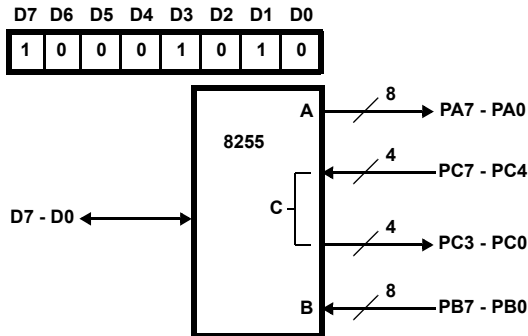 D7 D6 D5 D4 D3 D2 D1 D0
1 0 0 0 1 0 1 0
A
8
PA7 - PA0
8255
4
PC7 - PC4
C
D7 - D0
4
PC3 - PC0
B
8
PB7 - PB0